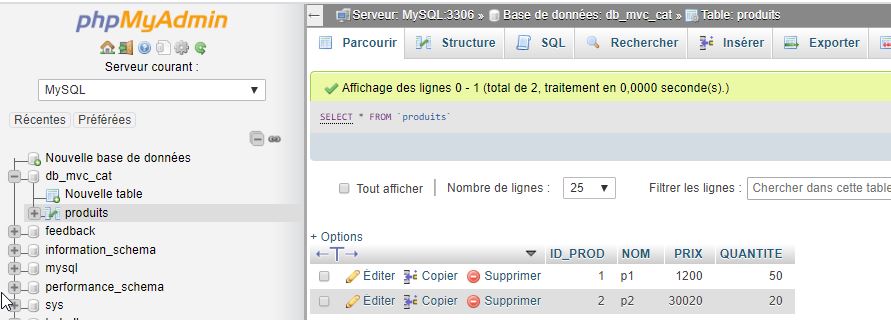 phpMyAdmin
Serveur courant :
MySQL
Récentes Préférées
Nouvelle base de données
db_mvc_cat
Nouvelle table
produits
feedback
information_schema
mysql
performance_schema
sys
Serveur: MySQL:3306 » Base de données: db_mvc_cat » Table: produits
Parcourir Structure SQL Rechercher Insérer Exporter
Affichage des lignes 0 - 1 (total de 2, traitement en 0,0000 seconde(s).)
SELECT * FROM `produits`
Tout afficher Nombre de lignes : 25 Filtrer les lignes : Chercher dans cette table
+ Options
ID_PROD NOM PRIX QUANTITE
Éditer Copier Supprimer 1 p1 1200 50
Éditer Copier Supprimer 2 p2 30020 20